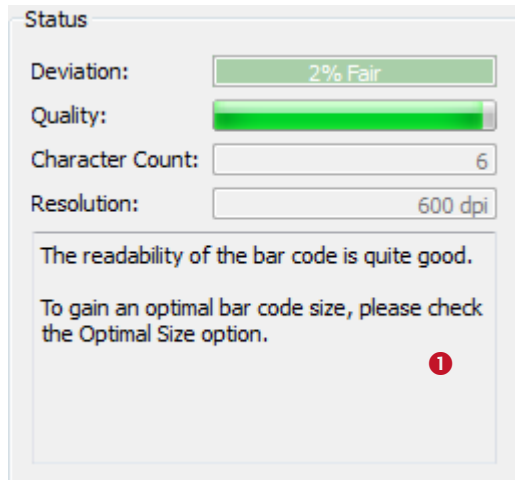 Status
Deviation: 2% Fair
Quality:
Character Count: 6
Resolution: 600 dpi
The readability of the bar code is quite good.
To gain an optimal bar code size, please check
the Optimal Size option.
1